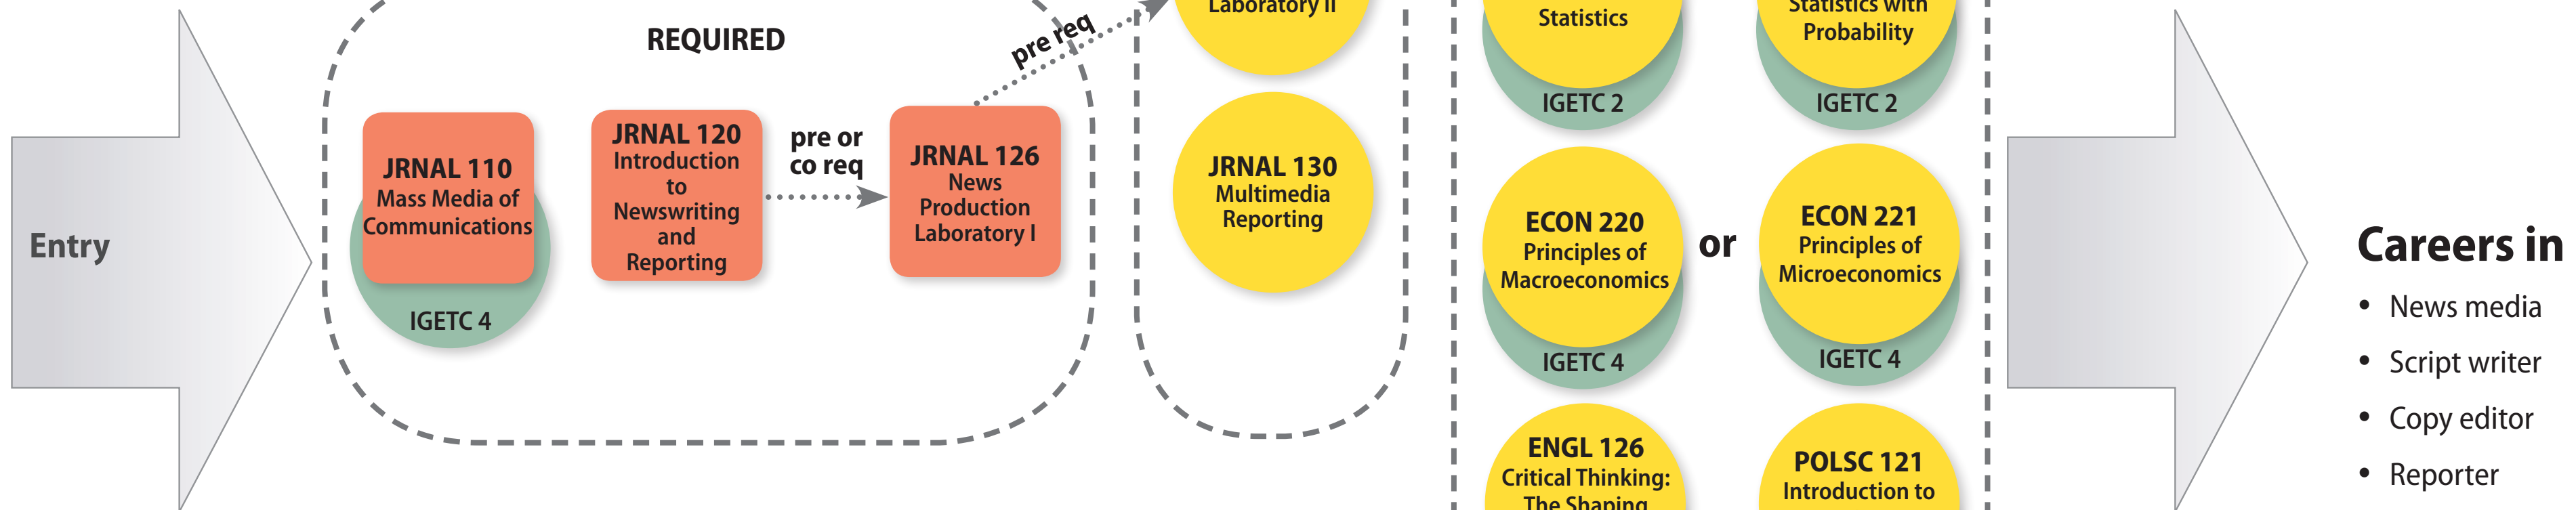 Entry
REQUIRED
JRNAL 110
Mass Media of
Communications
IGETC 4
JRNAL 120
Introduction
to
Newswriting
and
Reporting
pre or
co req
JRNAL 126
News
Production
Laboratory I
pre req
Laboratory II
JRNAL 130
Multimedia
Reporting
Statistics
IGETC 2
Statistics with
Probability
IGETC 2
ECON 220
Principles of
Macroeconomics
IGETC 4
or
ECON 221
Principles of
Microeconomics
IGETC 4
ENGL 126
Critical Thinking:
The Shaping
POLSC 121
Introduction to
Careers in
• News media
• Script writer
• Copy editor
• Reporter